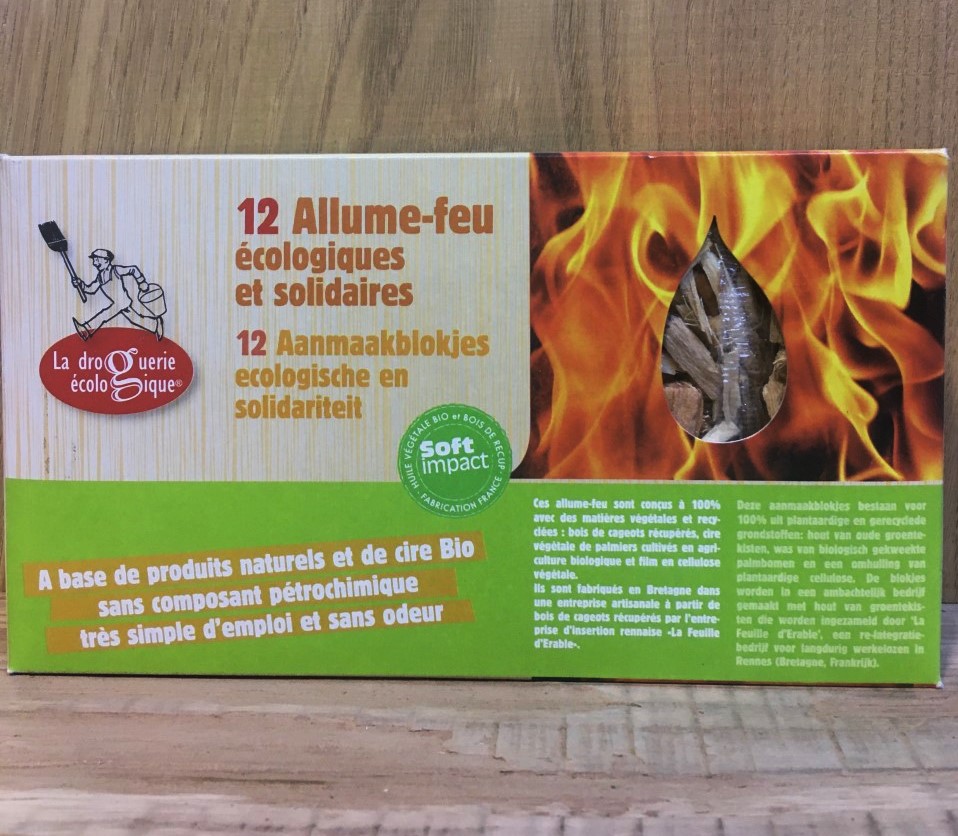 12 Allume-feu
écologiques
et solidaires
12 Aanmaakblokjes
ecologische en
solidariteit
La droguerie
écologique®
HUILE VÉGÉTALE BIO et BOIS DE RECUP.
Soft
impact
FABRICATION FRANCE
A base de produits naturels et de cire Bio
sans composant pétrochimique
très simple d'emploi et sans odeur
Ces allume-feu sont conçus à 100%
avec des matières végétales et recy-
clées : bois de cageots récupérés, cire
végétale de palmiers cultivés en agri-
culture biologique et film en cellulose
végétale.
Ils sont fabriqués en Bretagne dans
une entreprise artisanale à partir de
bois de cageots récupérés par l'entre-
prise d'insertion rennaise «La Feuille
d'Erable».
Deze aanmaakblokjes bestaan voor
100% uit plantaardige en gerecyclede
grondstoffen: hout van oude groente-
kisten, was van biologisch gekweekte
palmbomen en een omhulling van
plantaardige cellulose. De blokjes
worden in een ambachtelijk bedrijf
gemaakt met hout van groentekis-
ten die worden ingezameld door 'La
Feuille d'Erable', een re-integratie-
bedrijf voor langdurig werkelozen in
Rennes (Bretagne, Frankrijk).